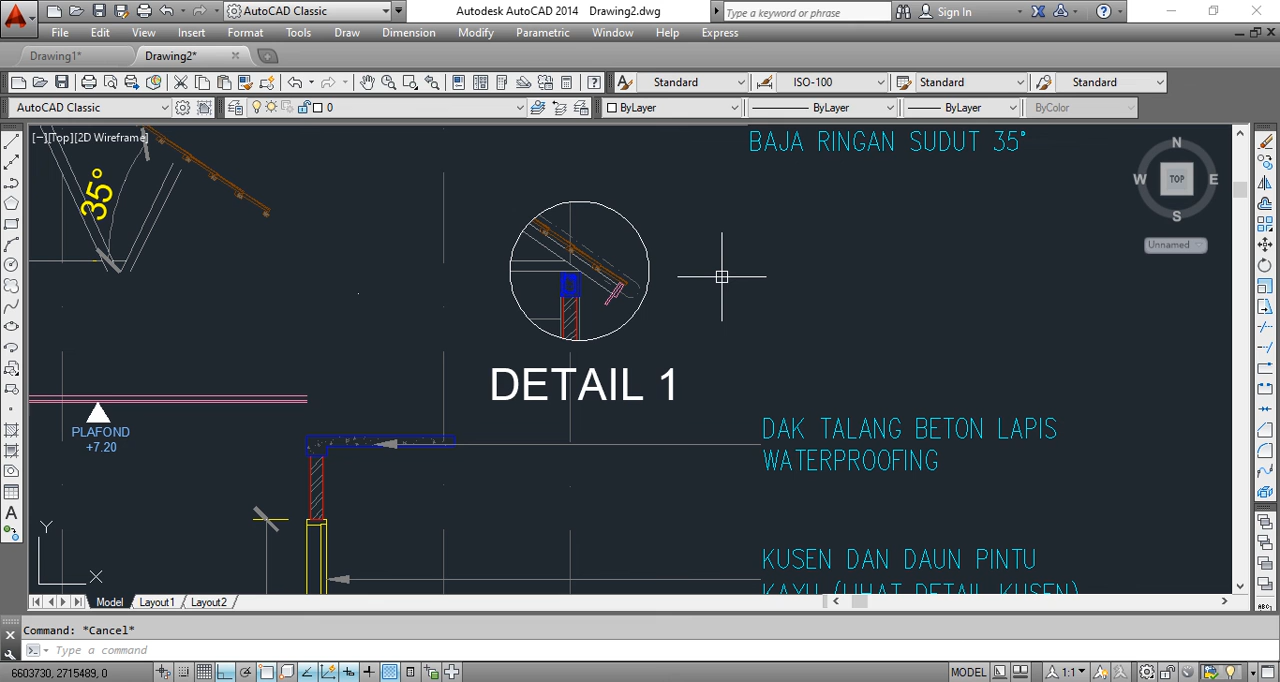 AutoCAD Classic
Autodesk AutoCAD 2014 Drawing2.dwg
Type a keyword or phrase
Sign In
File Edit View Insert Format Tools Draw Dimension Modify Parametric Window Help Express
Drawing1* Drawing2*
Standard ISO-100 Standard Standard
AutoCAD Classic 0 ByLayer ByLayer ByLayer ByColor
[–][Top][2D Wireframe]
BAJA RINGAN SUDUT 35°
N
W TOP E
S
Unnamed
35°
DETAIL 1
PLAFOND
+7.20
DAK TALANG BETON LAPIS
WATERPROOFING
KUSEN DAN DAUN PINTU
KAYU (LIHAT DETAIL KUSEN)
Y
X
Model Layout1 Layout2
Command: *Cancel*
Type a command
6603730, 2715489, 0 MODEL 1:1